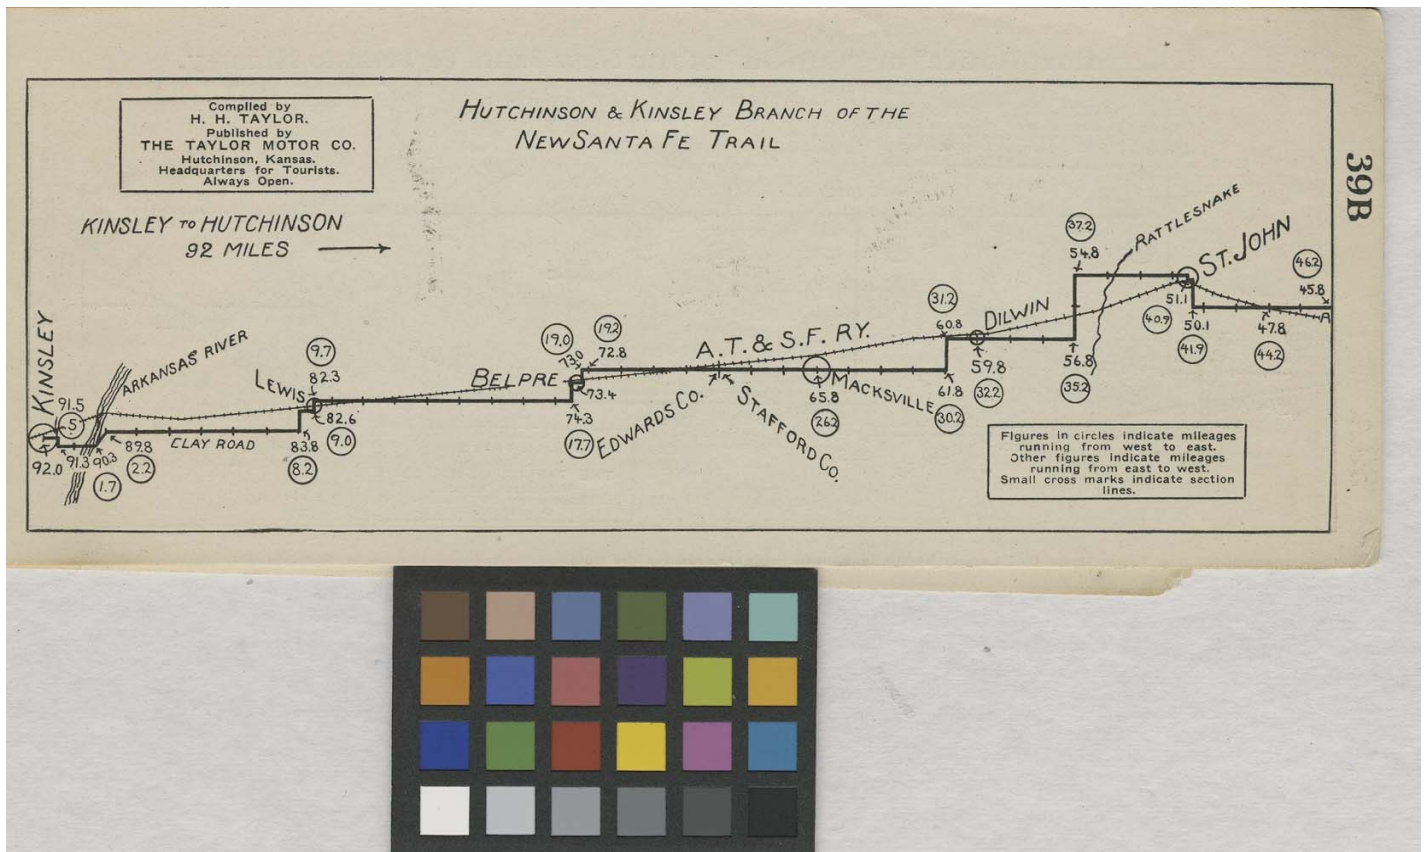 Compiled by
H. H. TAYLOR.
Published by
THE TAYLOR MOTOR CO.
Hutchinson, Kansas.
Headquarters for Tourists.
Always Open.
HUTCHINSON & KINSLEY BRANCH OF THE
NEW SANTA FE TRAIL
39B
KINSLEY TO HUTCHINSON
92 MILES
KINSLEY
91.5
.5
92.0
91.3
90.3
1.7
ARKANSAS RIVER
89.8
2.2
CLAY ROAD
LEWIS
9.7
82.3
82.6
9.0
83.8
8.2
BELPRE
19.0
73.0
19.2
72.8
73.4
74.3
17.7
A. T. & S. F. RY.
EDWARDS CO.
STAFFORD CO.
MACKSVILLE
65.8
26.2
31.2
60.8
61.8
30.2
DILWIN
59.8
32.2
37.2
54.8
56.8
35.2
RATTLESNAKE
ST. JOHN
51.1
40.9
50.1
41.9
47.8
44.2
46.2
45.8
A
Figures in circles indicate mileages
running from west to east.
Other figures indicate mileages
running from east to west.
Small cross marks indicate section
lines.